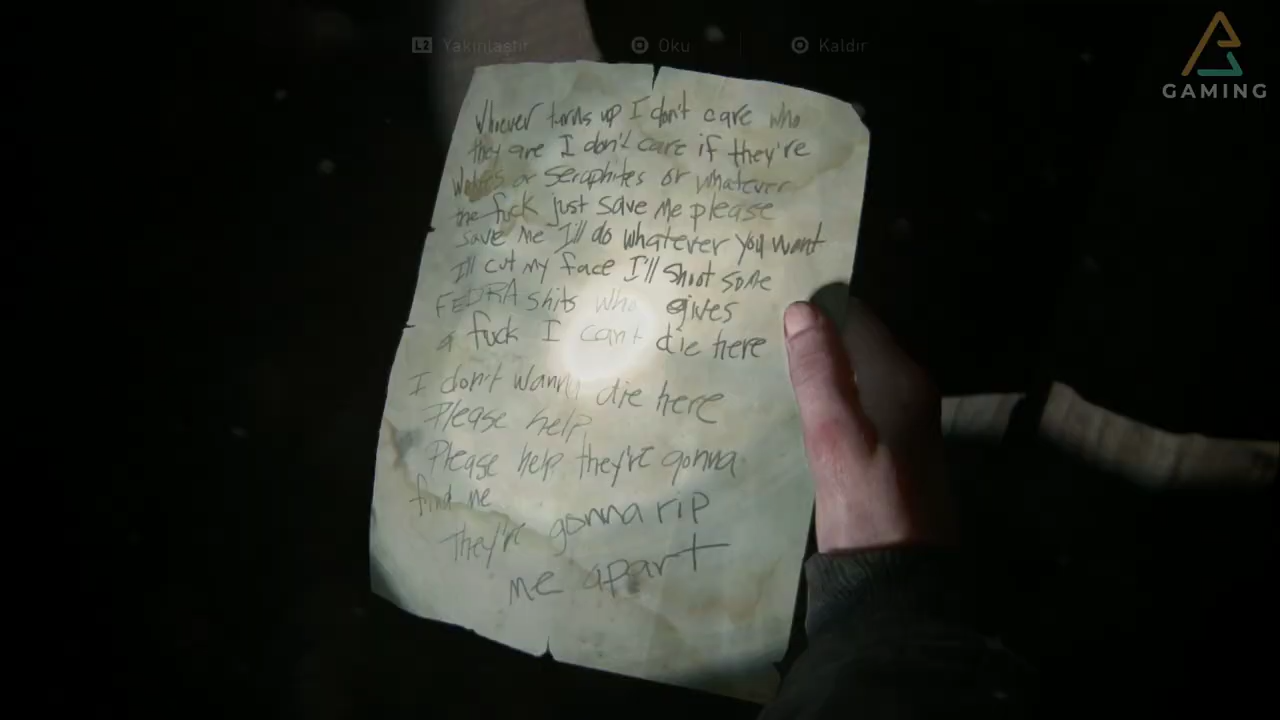 L2 Yakınlaştır Oku Kaldır
GAMING
Whoever turns up I don't care who
they are I don't care if they're
Wolves or Seraphites or whatever
the fuck just save me please
save me I'll do whatever you want
I'll cut my face I'll shoot some
FEDRA shits who gives
a fuck I can't die here
I don't wanna die here
Please help
Please help they're gonna
find me
They're gonna rip
me apart